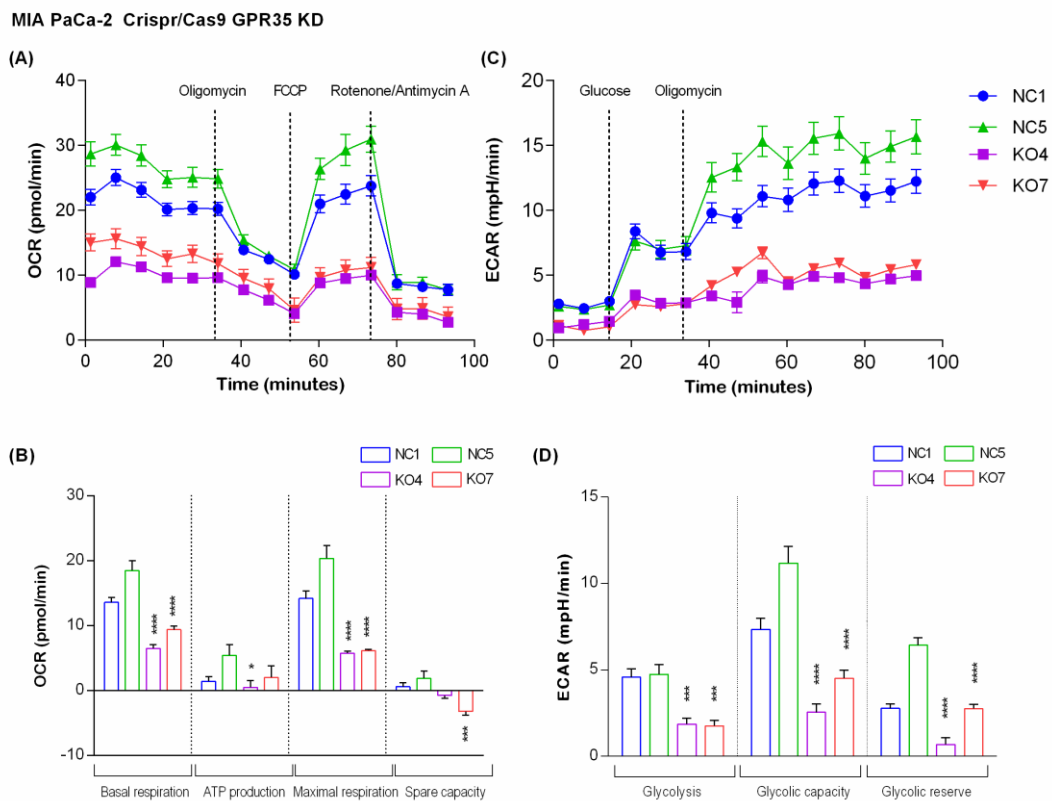 MIA PaCa-2 Crispr/Cas9 GPR35 KD
(A)
40
30
20
10
0
OCR (pmol/min)
Oligomycin
FCCP
Rotenone/Antimycin A
0 20 40 60 80 100
Time (minutes)
(C)
20
15
10
5
0
ECAR (mpH/min)
Glucose
Oligomycin
0 20 40 60 80 100
Time (minutes)
NC1
NC5
KO4
KO7
(B)
NC1 NC5
KO4 KO7
30
20
10
0
-10
OCR (pmol/min)
**** ****
*
**** ****
***
Basal respiration ATP production Maximal respiration Spare capacity
(D)
NC1 NC5
KO4 KO7
15
10
5
0
ECAR (mpH/min)
*** ***
**** ****
****
Glycolysis Glycolic capacity Glycolic reserve